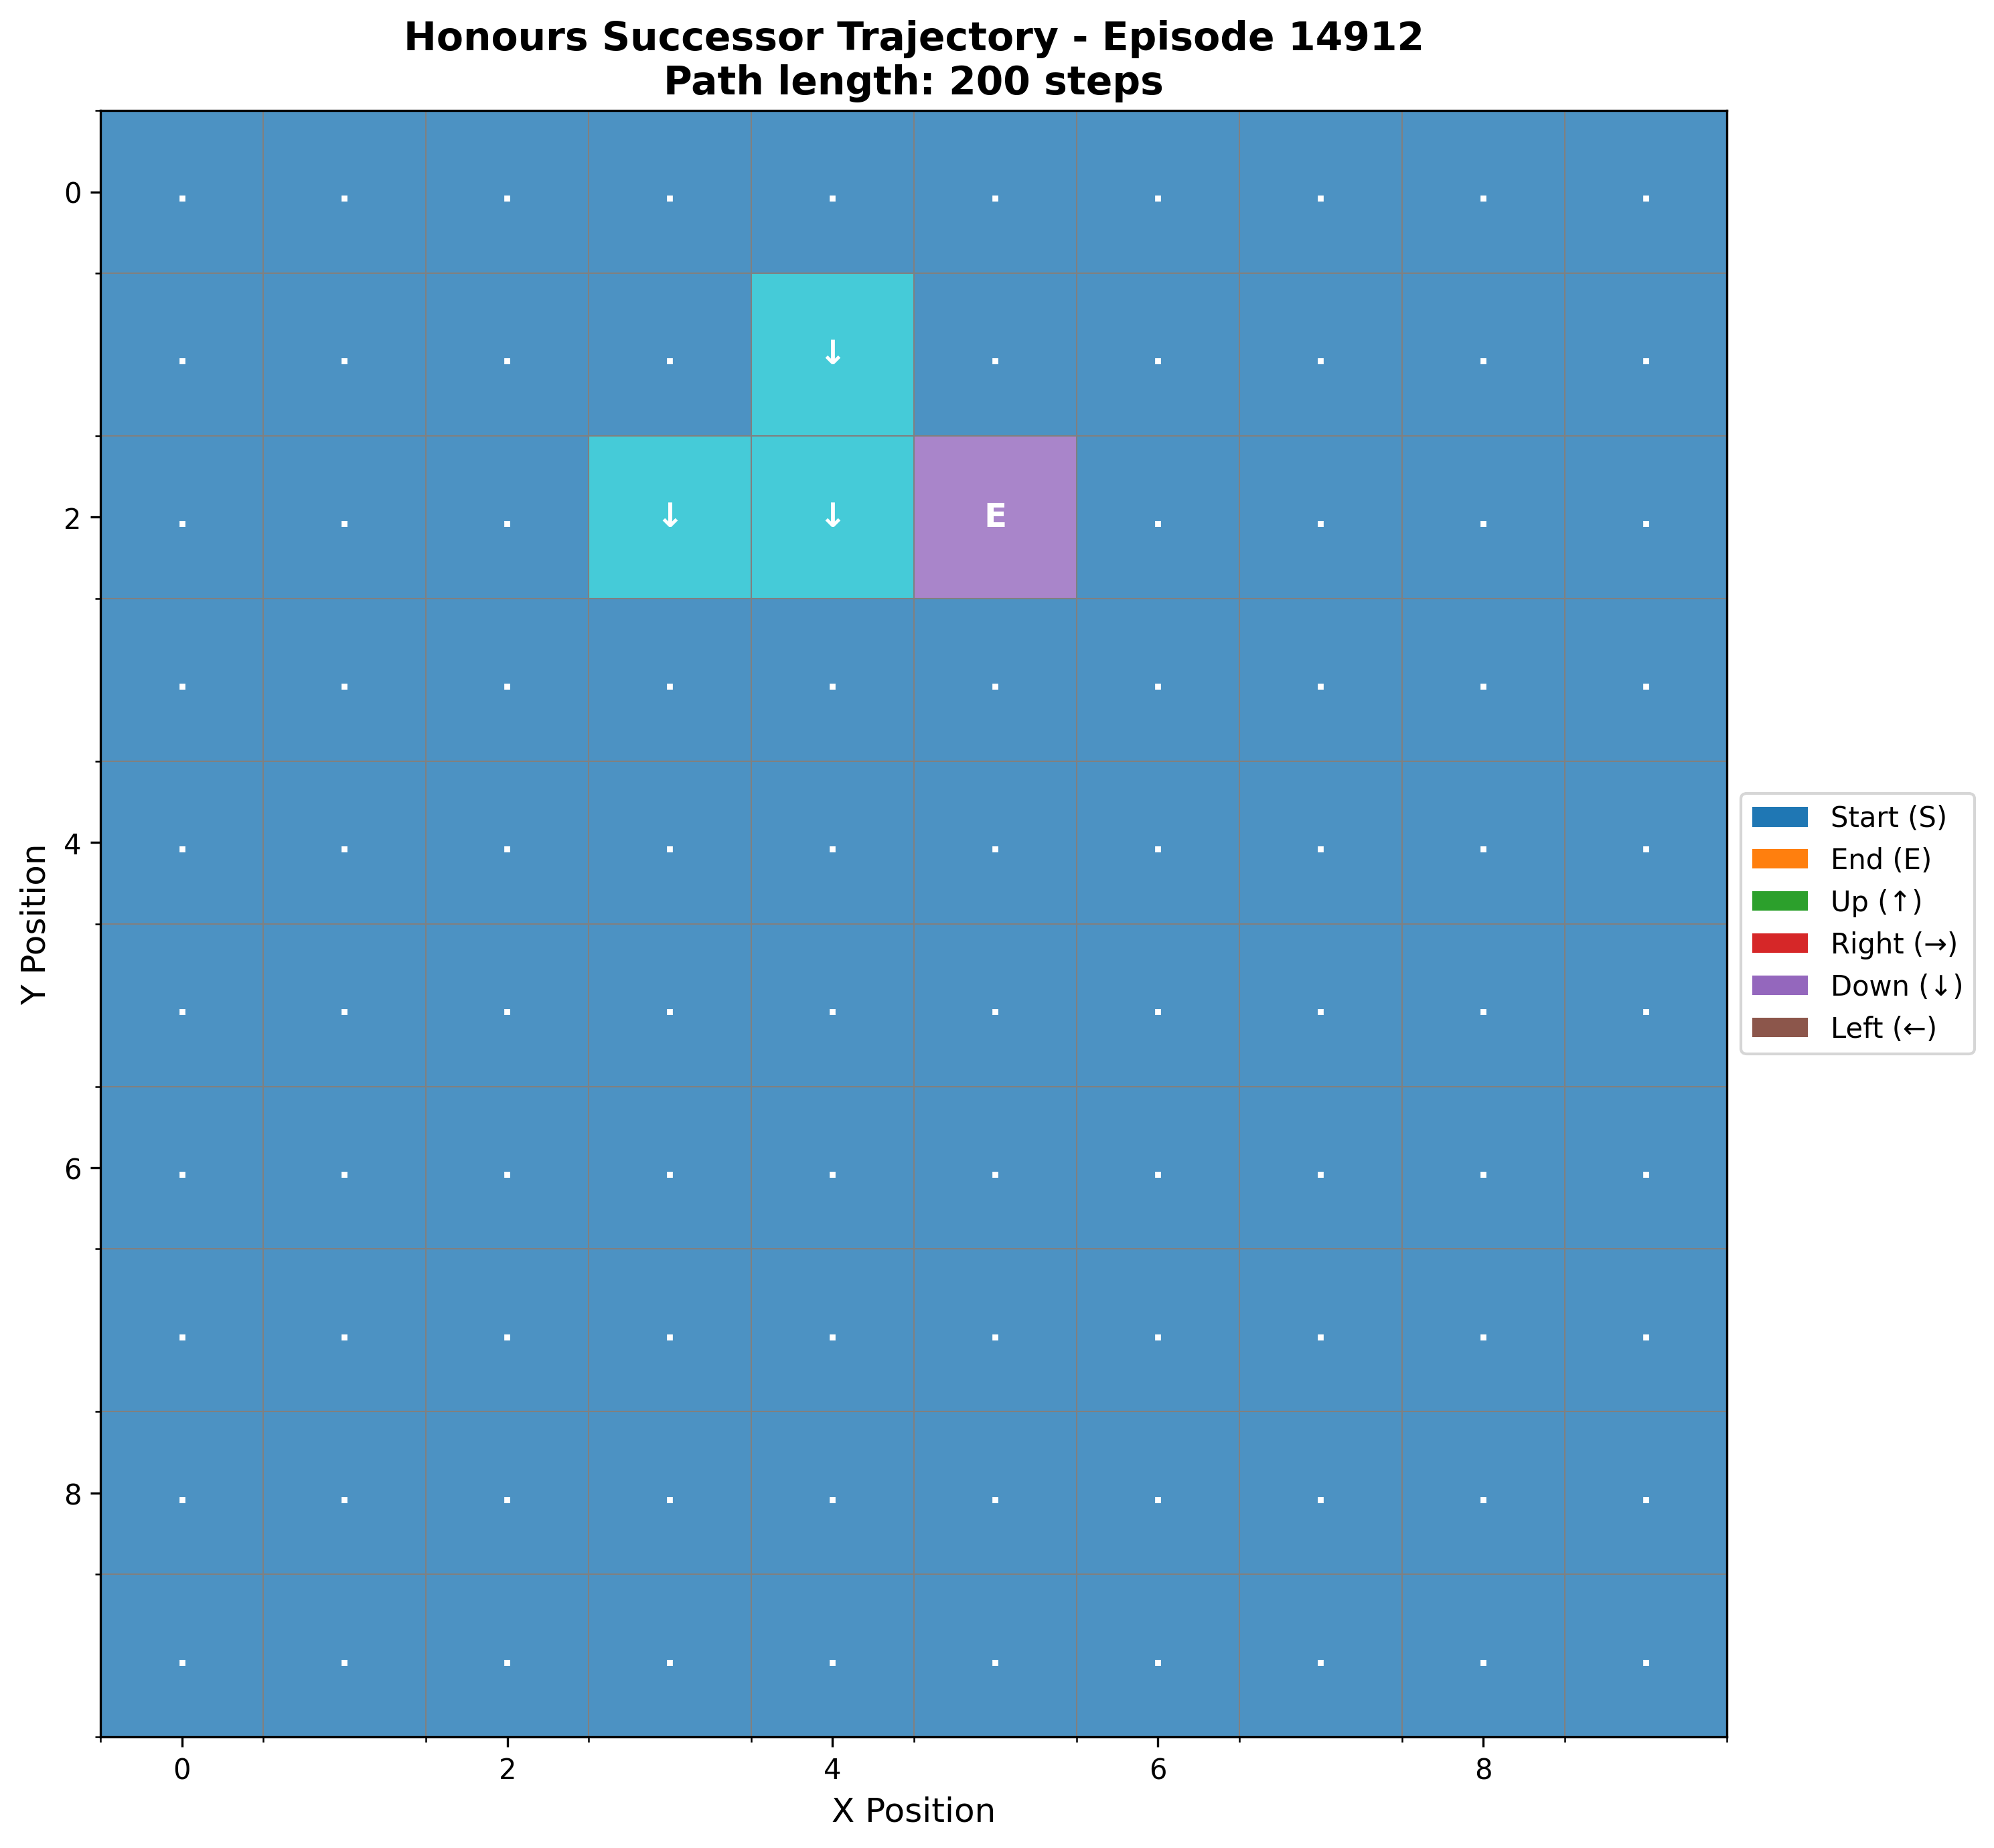 Honours Successor Trajectory - Episode 14912
Path length: 200 steps
0
↓
2
↓ ↓ E
4
6
8
0 2 4 6 8
X Position
Y Position
Start (S)
End (E)
Up (↑)
Right (→)
Down (↓)
Left (←)